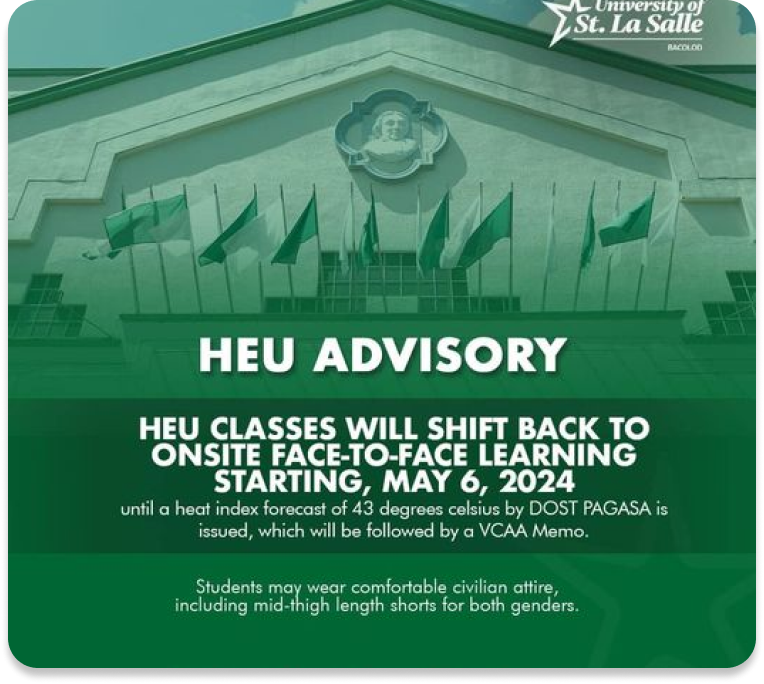 University of
St. La Salle
BACOLOD
HEU ADVISORY
HEU CLASSES WILL SHIFT BACK TO
ONSITE FACE-TO-FACE LEARNING
STARTING, MAY 6, 2024
until a heat index forecast of 43 degrees celsius by DOST PAGASA is
issued, which will be followed by a VCAA Memo.
Students may wear comfortable civilian attire,
including mid-thigh length shorts for both genders.